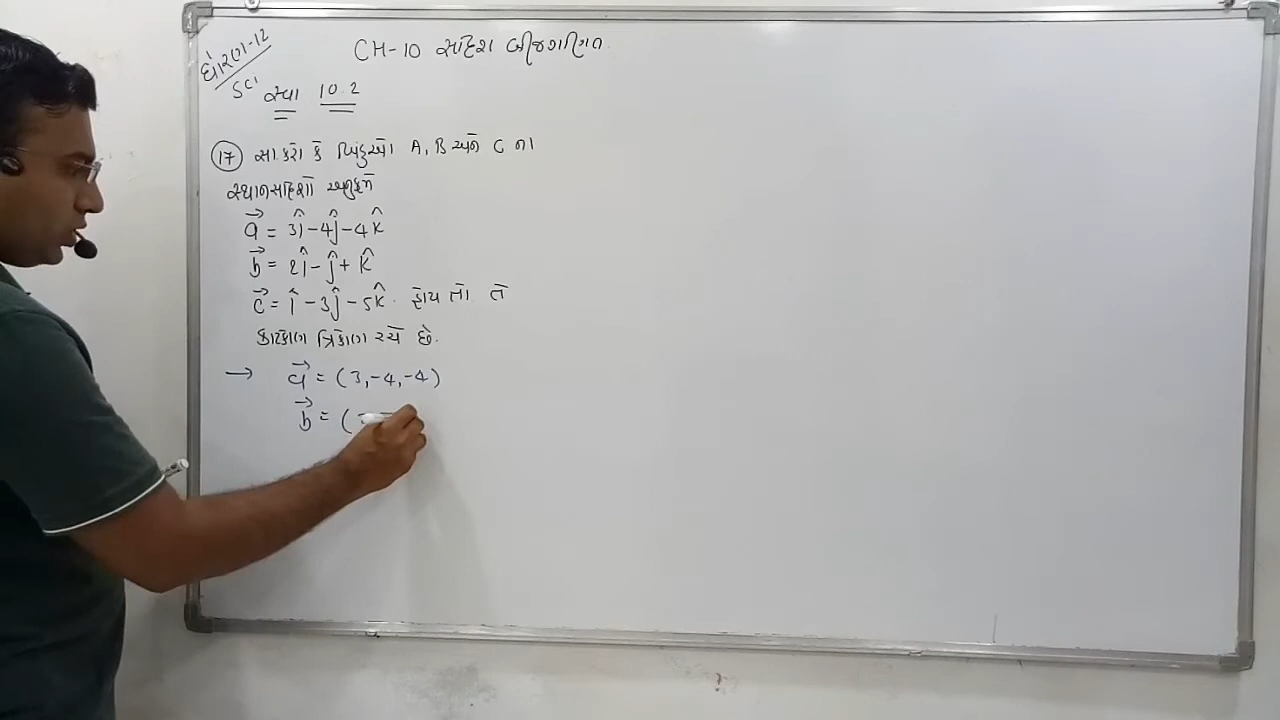 ધોરણ-12
SCI
CH-10 સદિશ બીજગણિત
સ્વા 10.2
(17) સા.કરો કે બિંદુઓ A, B અને C ના
સ્થાનસદિશો અનુક્રમે
a⃗ = 3î - 4ĵ - 4k̂
b⃗ = 2î - ĵ + k̂
c⃗ = î - 3ĵ - 5k̂. હોય તો તે
કાટકોણ ત્રિકોણ રચે છે.
→ a⃗ = (3, -4, -4)
b⃗ = (